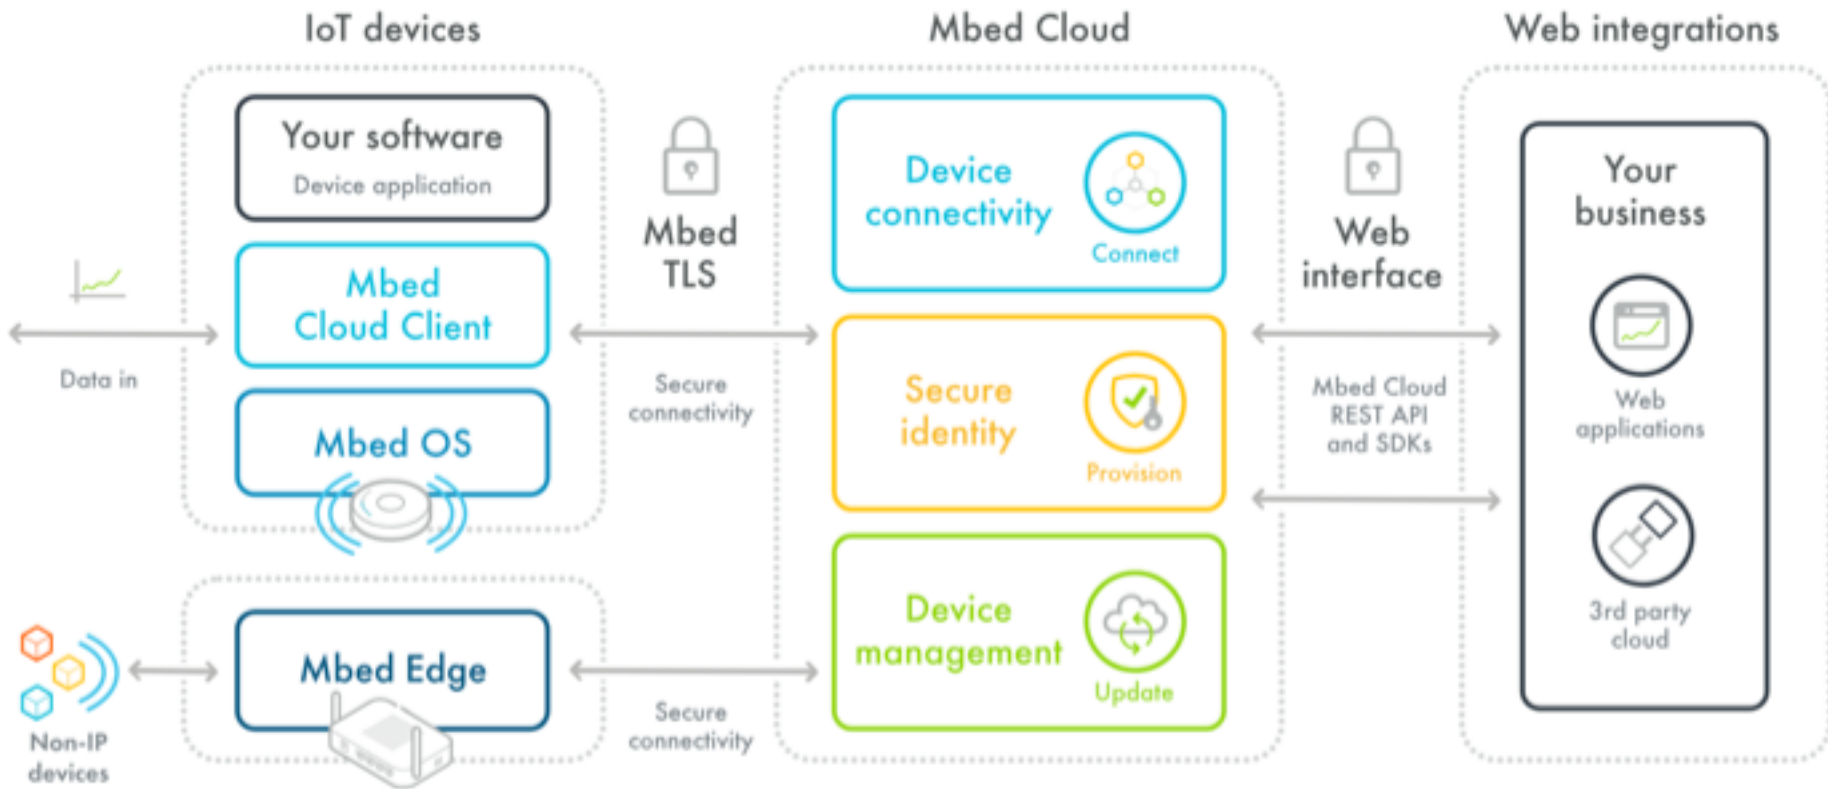 IoT devices
Mbed Cloud
Web integrations
Your software
Device application
Mbed
Cloud Client
Mbed OS
Data in
Mbed
TLS
Secure
connectivity
Device
connectivity
Connect
Secure
identity
Provision
Device
management
Update
Web
interface
Mbed Cloud
REST API
and SDKs
Your
business
Web
applications
3rd party
cloud
Non-IP
devices
Mbed Edge
Secure
connectivity